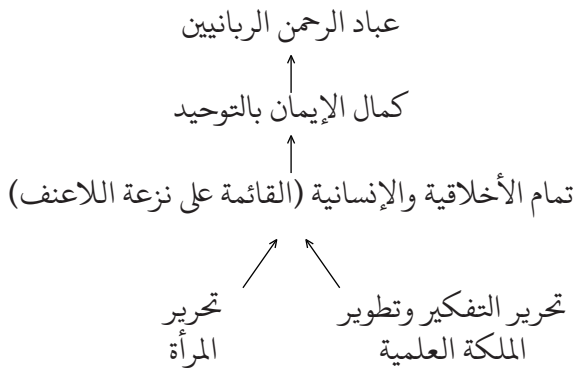 عباد الرحمن الربانيين
كمال الإيمان بالتوحيد
تمام الأخلاقية والإنسانية (القائمة على نزعة اللاعنف)
تحرير التفكير وتطوير
الملكة العلمية
تحرير
المرأة